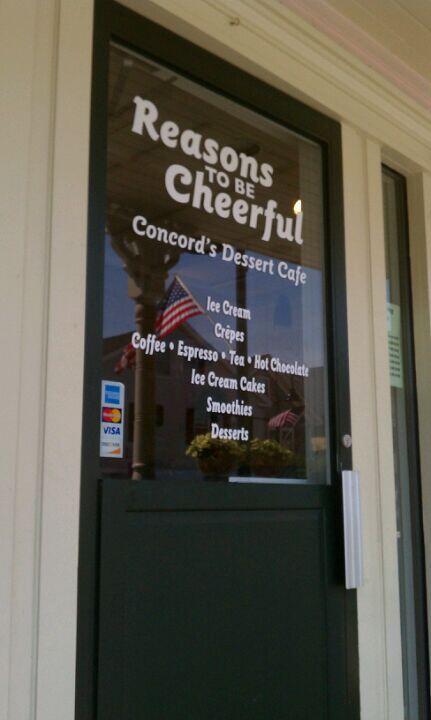 Reasons
TO BE
Cheerful
Concord's Dessert Cafe
Ice Cream
Crêpes
Coffee • Espresso • Tea • Hot Chocolate
Ice Cream Cakes
Smoothies
Desserts
VISA